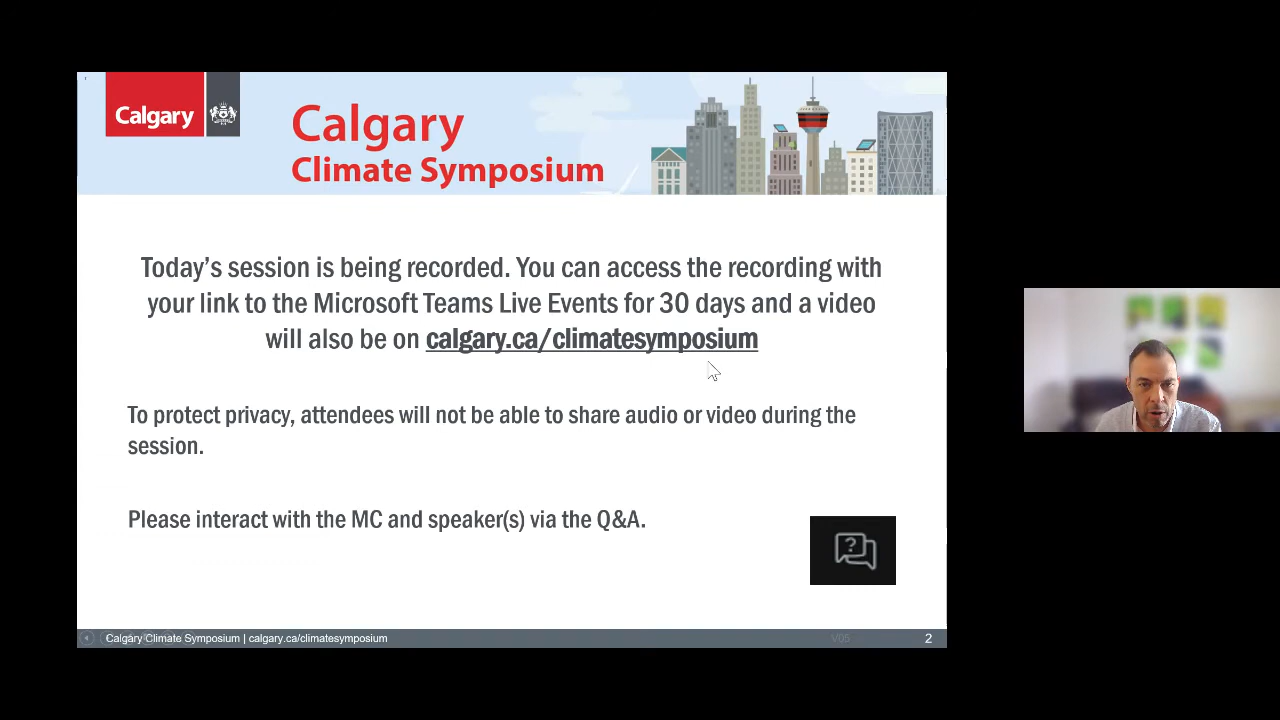 Calgary
Calgary
Climate Symposium
Today's session is being recorded. You can access the recording with
your link to the Microsoft Teams Live Events for 30 days and a video
will also be on calgary.ca/climatesymposium
To protect privacy, attendees will not be able to share audio or video during the
session.
Please interact with the MC and speaker(s) via the Q&A.
?
Calgary Climate Symposium | calgary.ca/climatesymposium
V05
2